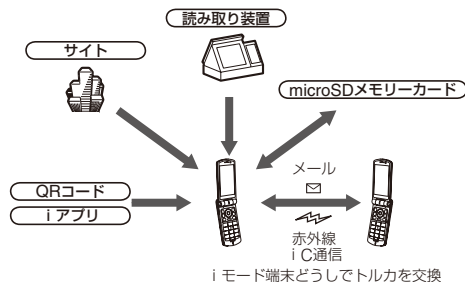 読み取り装置
サイト
microSDメモリーカード
QRコード
iアプリ
メール
赤外線
iC通信
iモード端末どうしでトルカを交換